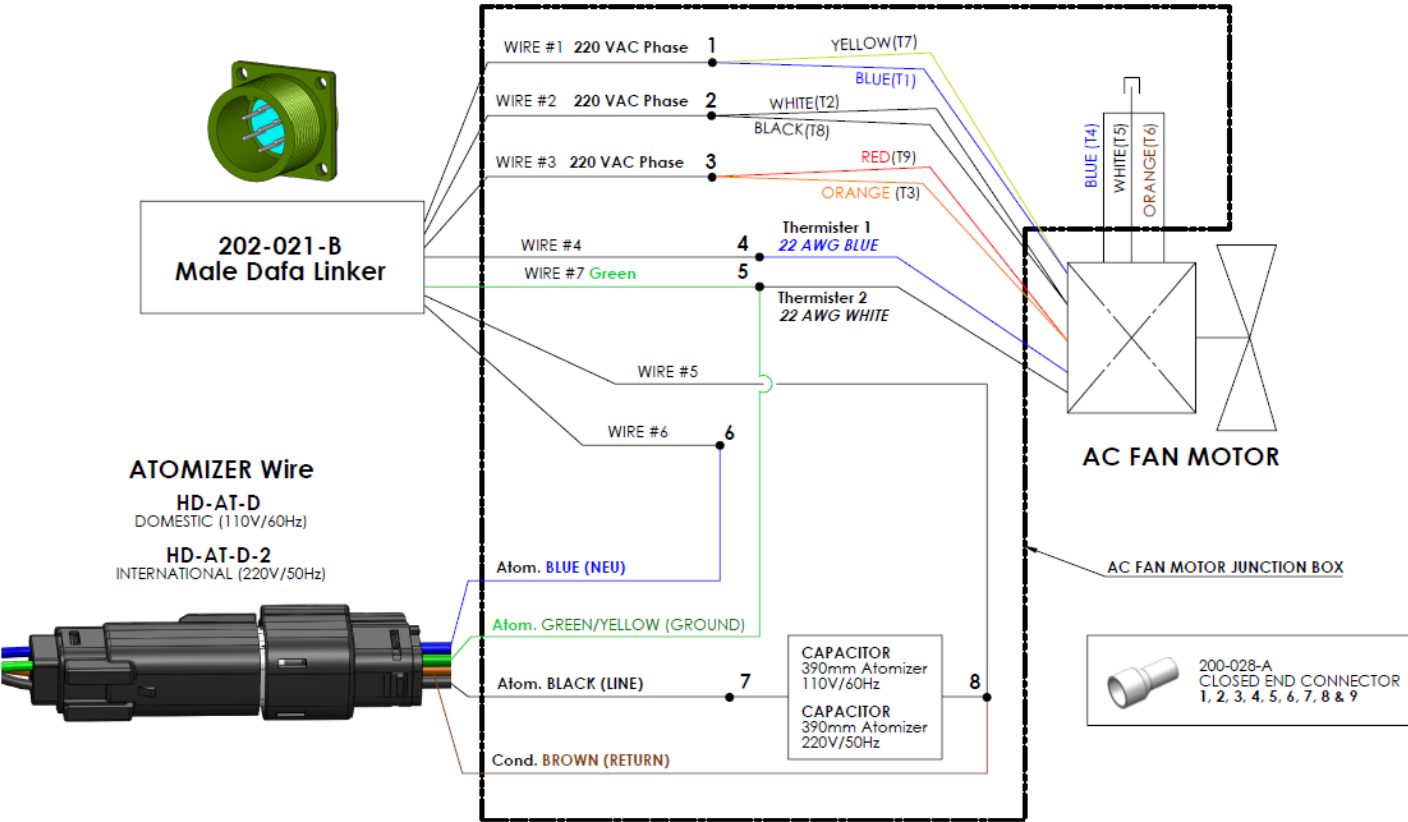 WIRE #1 220 VAC Phase 1
YELLOW(T7)
BLUE(T1)
WIRE #2 220 VAC Phase 2
WHITE(T2)
BLACK(T8)
WIRE #3 220 VAC Phase 3
RED(T9)
ORANGE (T3)
BLUE (T4)
WHITE(T5)
ORANGE(T6)
202-021-B
Male Dafa Linker
WIRE #4 4
Thermister 1
22 AWG BLUE
WIRE #7 Green 5
Thermister 2
22 AWG WHITE
WIRE #5
WIRE #6 6
AC FAN MOTOR
ATOMIZER Wire
HD-AT-D
DOMESTIC (110V/60Hz)
HD-AT-D-2
INTERNATIONAL (220V/50Hz)
Atom. BLUE (NEU)
AC FAN MOTOR JUNCTION BOX
Atom. GREEN/YELLOW (GROUND)
Atom. BLACK (LINE) 7
CAPACITOR
390mm Atomizer
110V/60Hz
CAPACITOR
390mm Atomizer
220V/50Hz
8
Cond. BROWN (RETURN)
200-028-A
CLOSED END CONNECTOR
1, 2, 3, 4, 5, 6, 7, 8 & 9